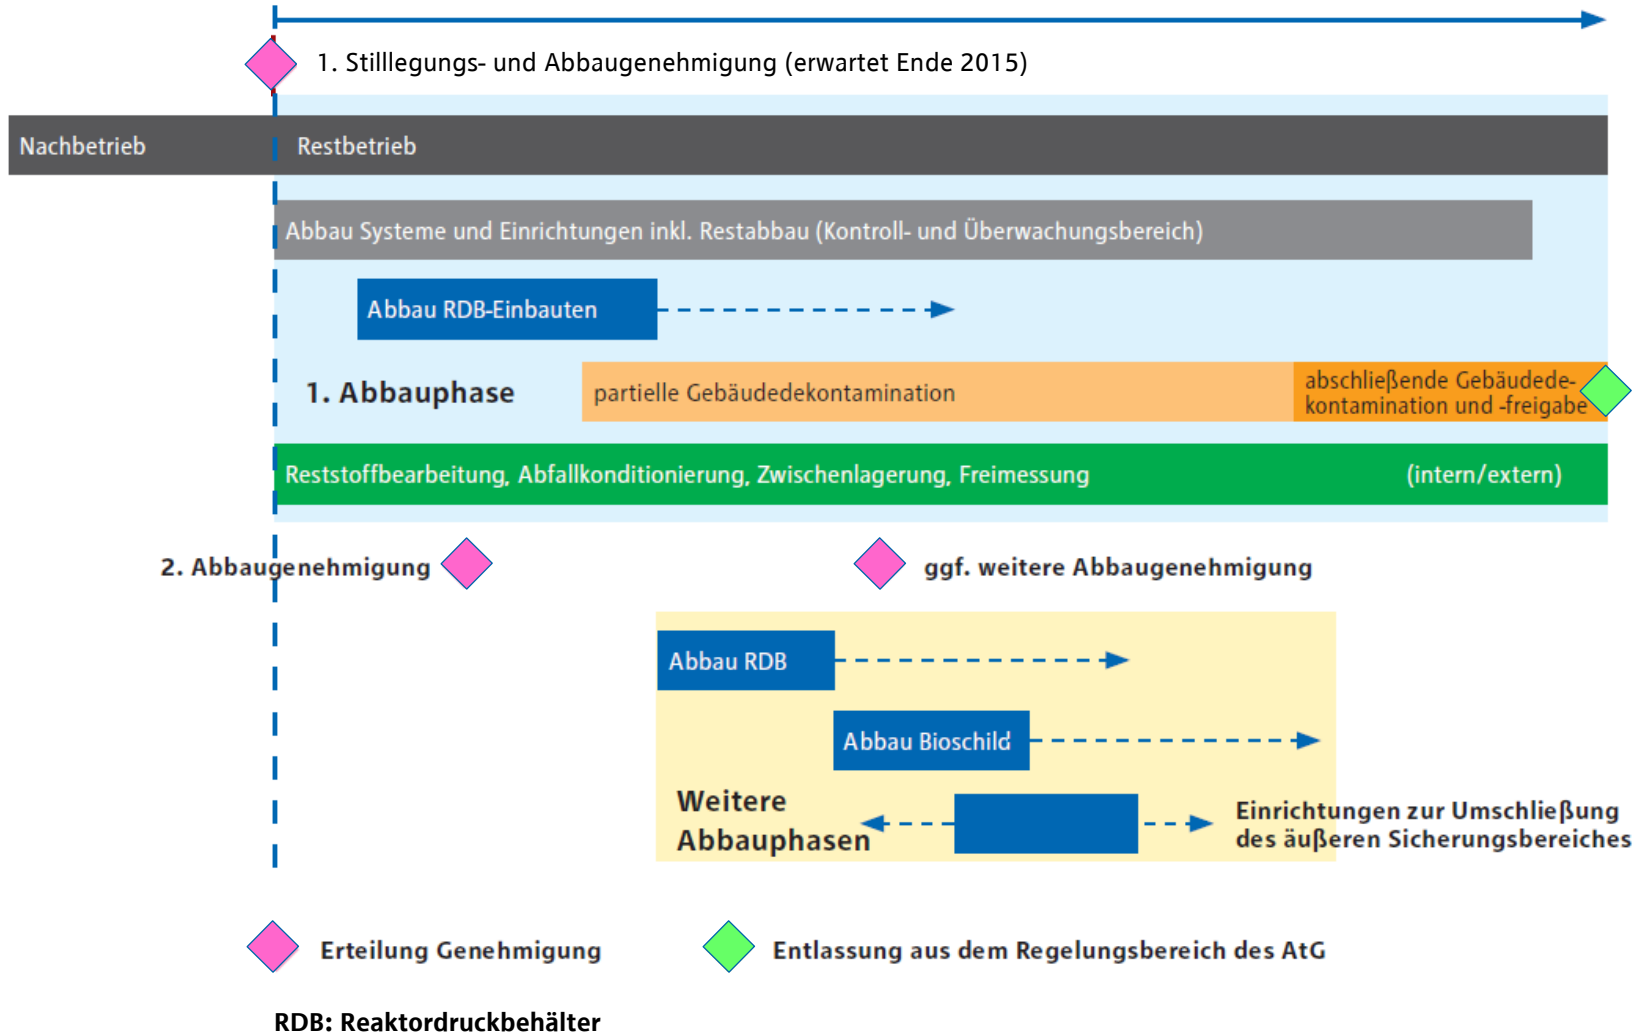 1. Stilllegungs- und Abbaugenehmigung (erwartet Ende 2015)
Nachbetrieb
Restbetrieb
Abbau Systeme und Einrichtungen inkl. Restabbau (Kontroll- und Überwachungsbereich)
Abbau RDB-Einbauten
1. Abbauphase
partielle Gebäudedekontamination
abschließende Gebäudede-
kontamination und -freigabe
Reststoffbearbeitung, Abfallkonditionierung, Zwischenlagerung, Freimessung
(intern/extern)
2. Abbaugenehmigung
ggf. weitere Abbaugenehmigung
Abbau RDB
Abbau Bioschild
Weitere
Abbauphasen
Einrichtungen zur Umschließung
des äußeren Sicherungsbereiches
Erteilung Genehmigung
Entlassung aus dem Regelungsbereich des AtG
RDB: Reaktordruckbehälter